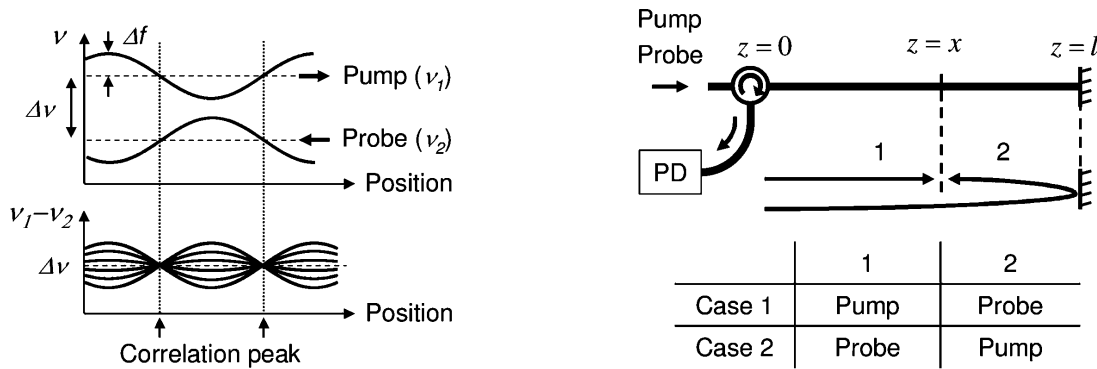 ν
Δf
Pump (ν1)
Δν
Probe (ν2)
Position
ν1−ν2
Δν
Position
Correlation peak
Pump
Probe
z = 0
z = x
z = l
PD
1
2
1 2
Case 1 Pump Probe
Case 2 Probe Pump